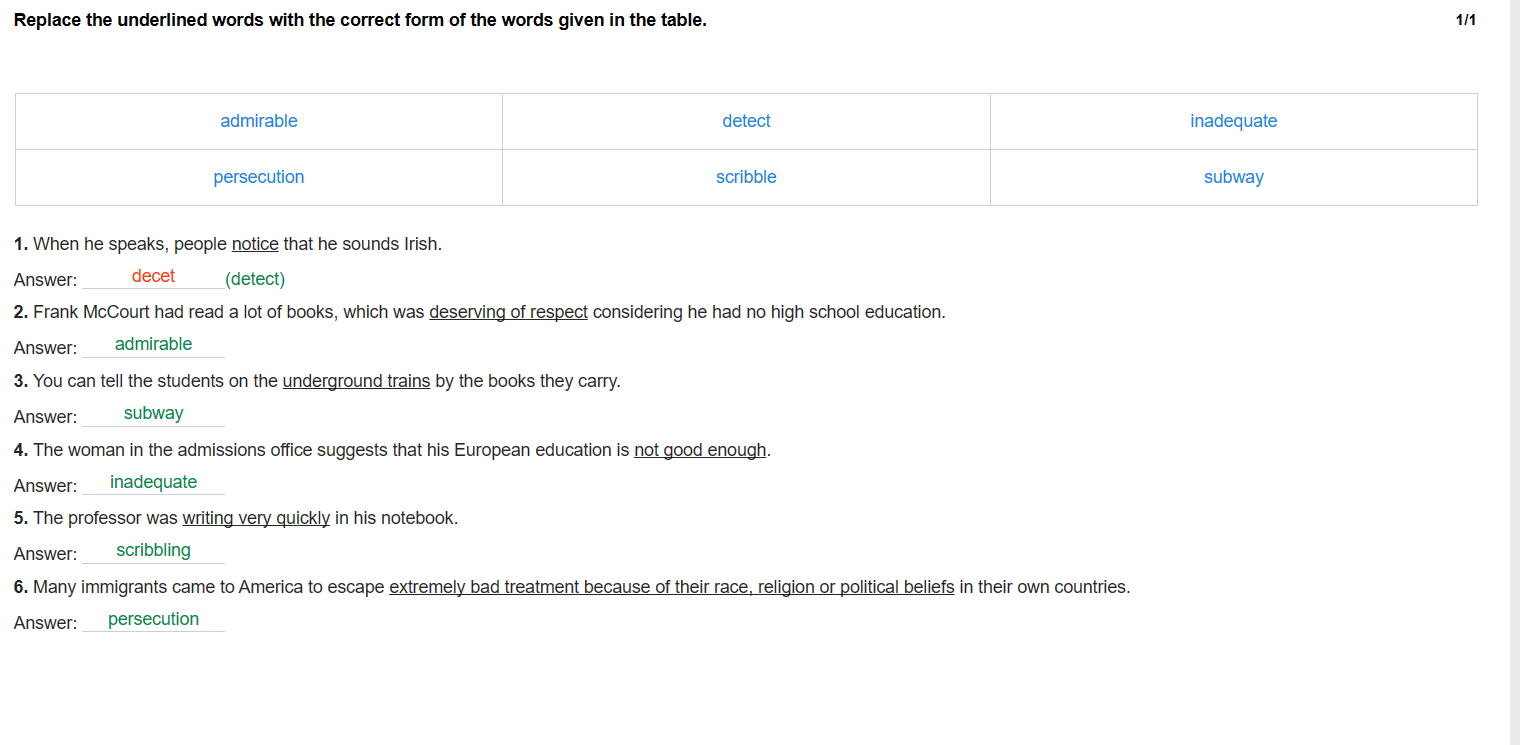 Replace the underlined words with the correct form of the words given in the table. 1/1
admirable detect inadequate
persecution scribble subway
1. When he speaks, people notice that he sounds Irish.
Answer: decet (detect)
2. Frank McCourt had read a lot of books, which was deserving of respect considering he had no high school education.
Answer: admirable
3. You can tell the students on the underground trains by the books they carry.
Answer: subway
4. The woman in the admissions office suggests that his European education is not good enough.
Answer: inadequate
5. The professor was writing very quickly in his notebook.
Answer: scribbling
6. Many immigrants came to America to escape extremely bad treatment because of their race, religion or political beliefs in their own countries.
Answer: persecution